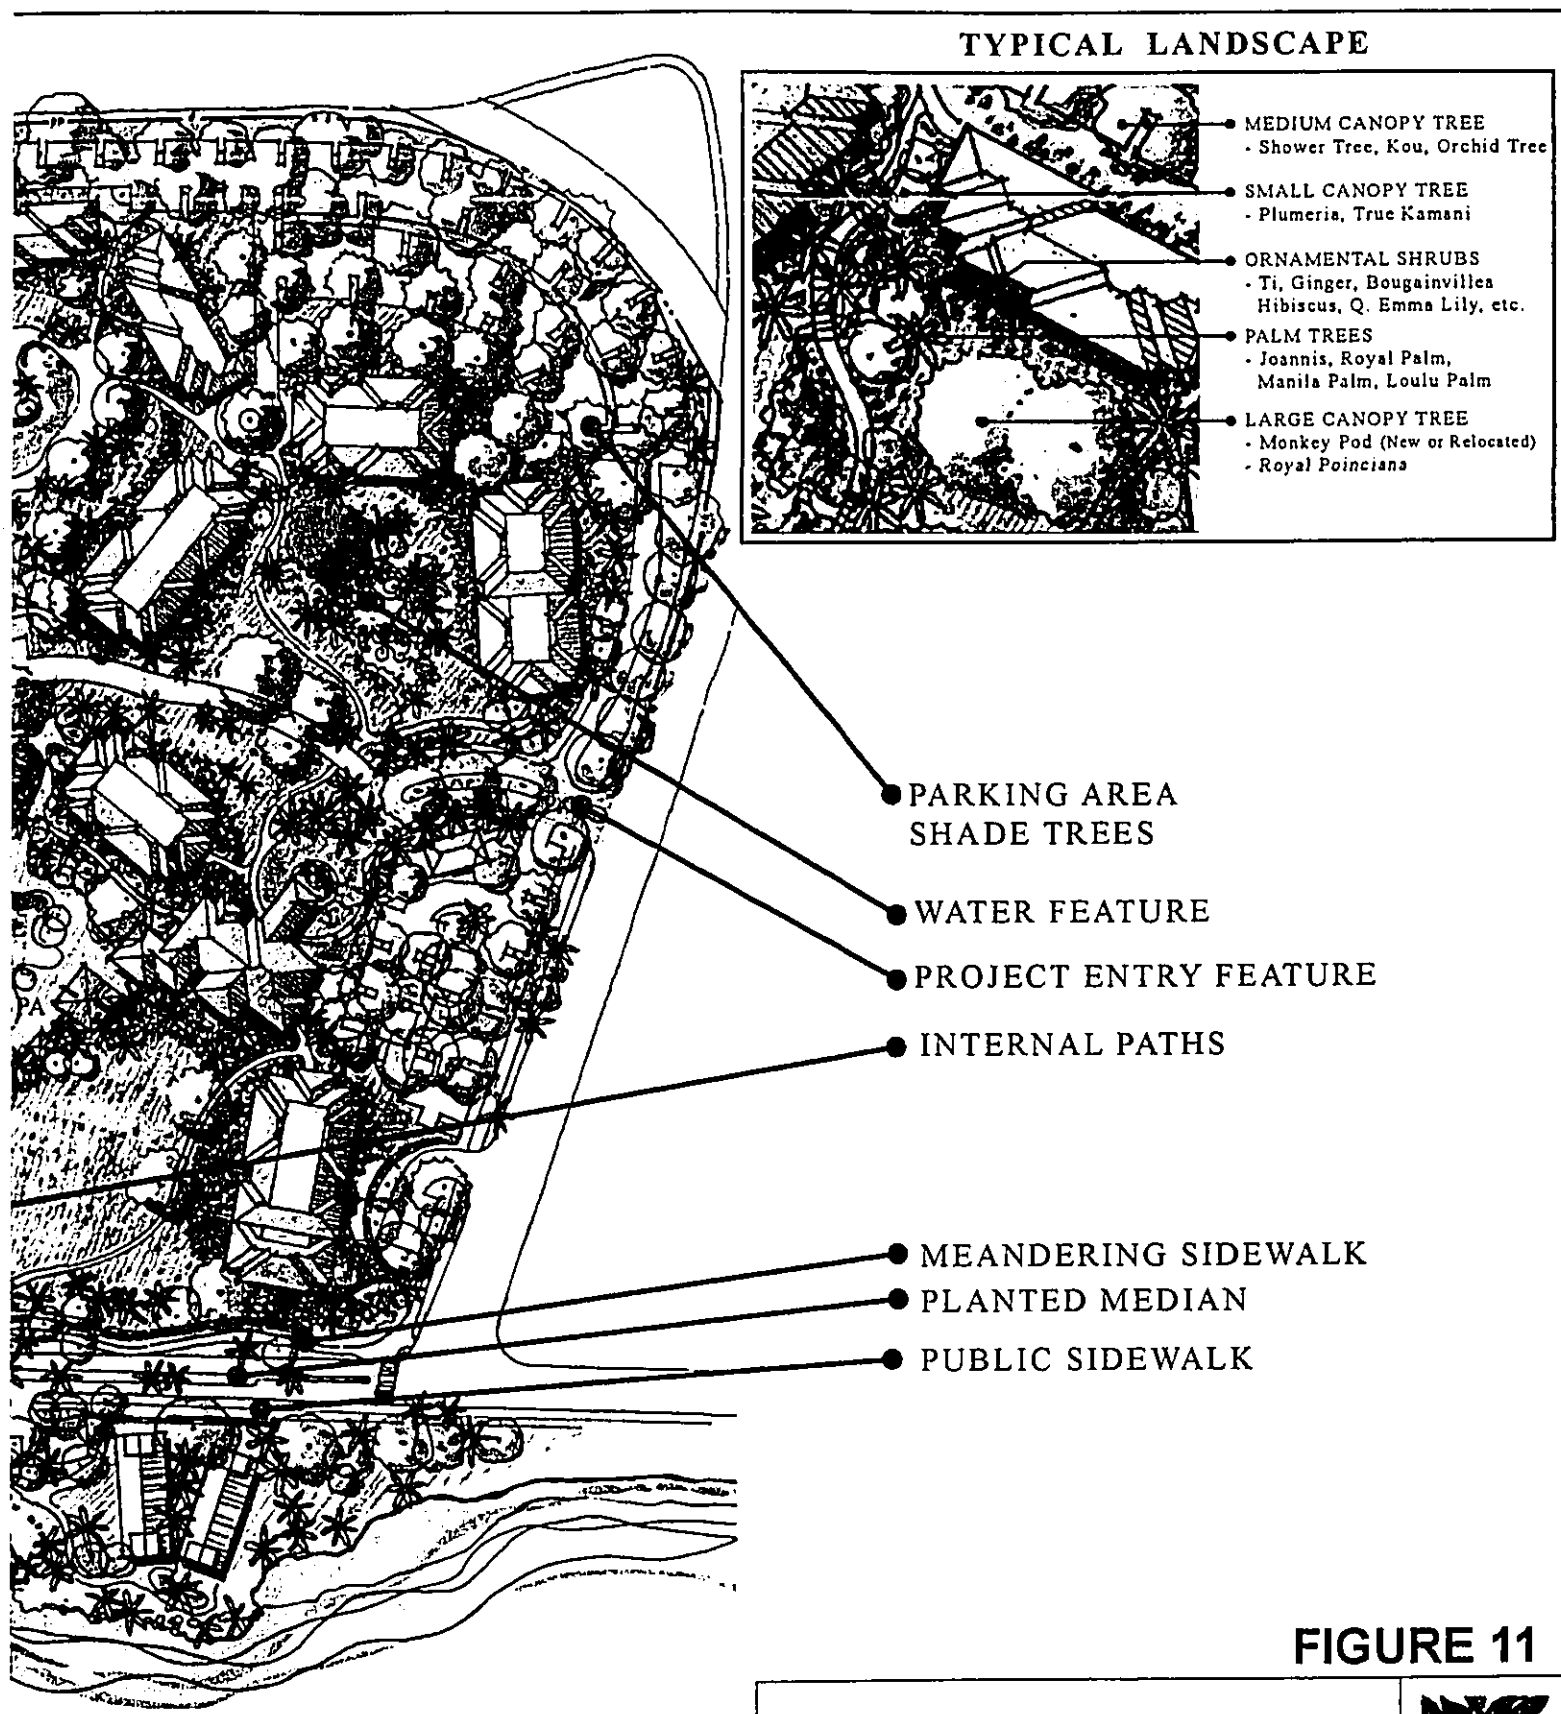 TYPICAL LANDSCAPE
MEDIUM CANOPY TREE
- Shower Tree, Kou, Orchid Tree
SMALL CANOPY TREE
- Plumeria, True Kamani
ORNAMENTAL SHRUBS
- Ti, Ginger, Bougainvillea
Hibiscus, Q. Emma Lily, etc.
PALM TREES
- Joannis, Royal Palm,
Manila Palm, Loulu Palm
LARGE CANOPY TREE
- Monkey Pod (New or Relocated)
- Royal Poinciana
PARKING AREA
SHADE TREES
WATER FEATURE
PROJECT ENTRY FEATURE
INTERNAL PATHS
PA
MEANDERING SIDEWALK
PLANTED MEDIAN
PUBLIC SIDEWALK
FIGURE 11